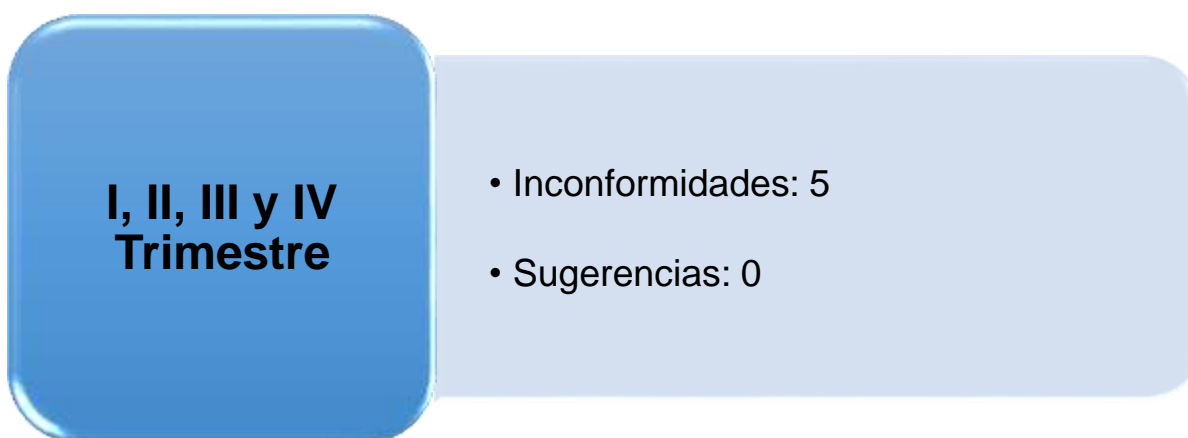 I, II, III y IV
Trimestre
• Inconformidades: 5
• Sugerencias: 0